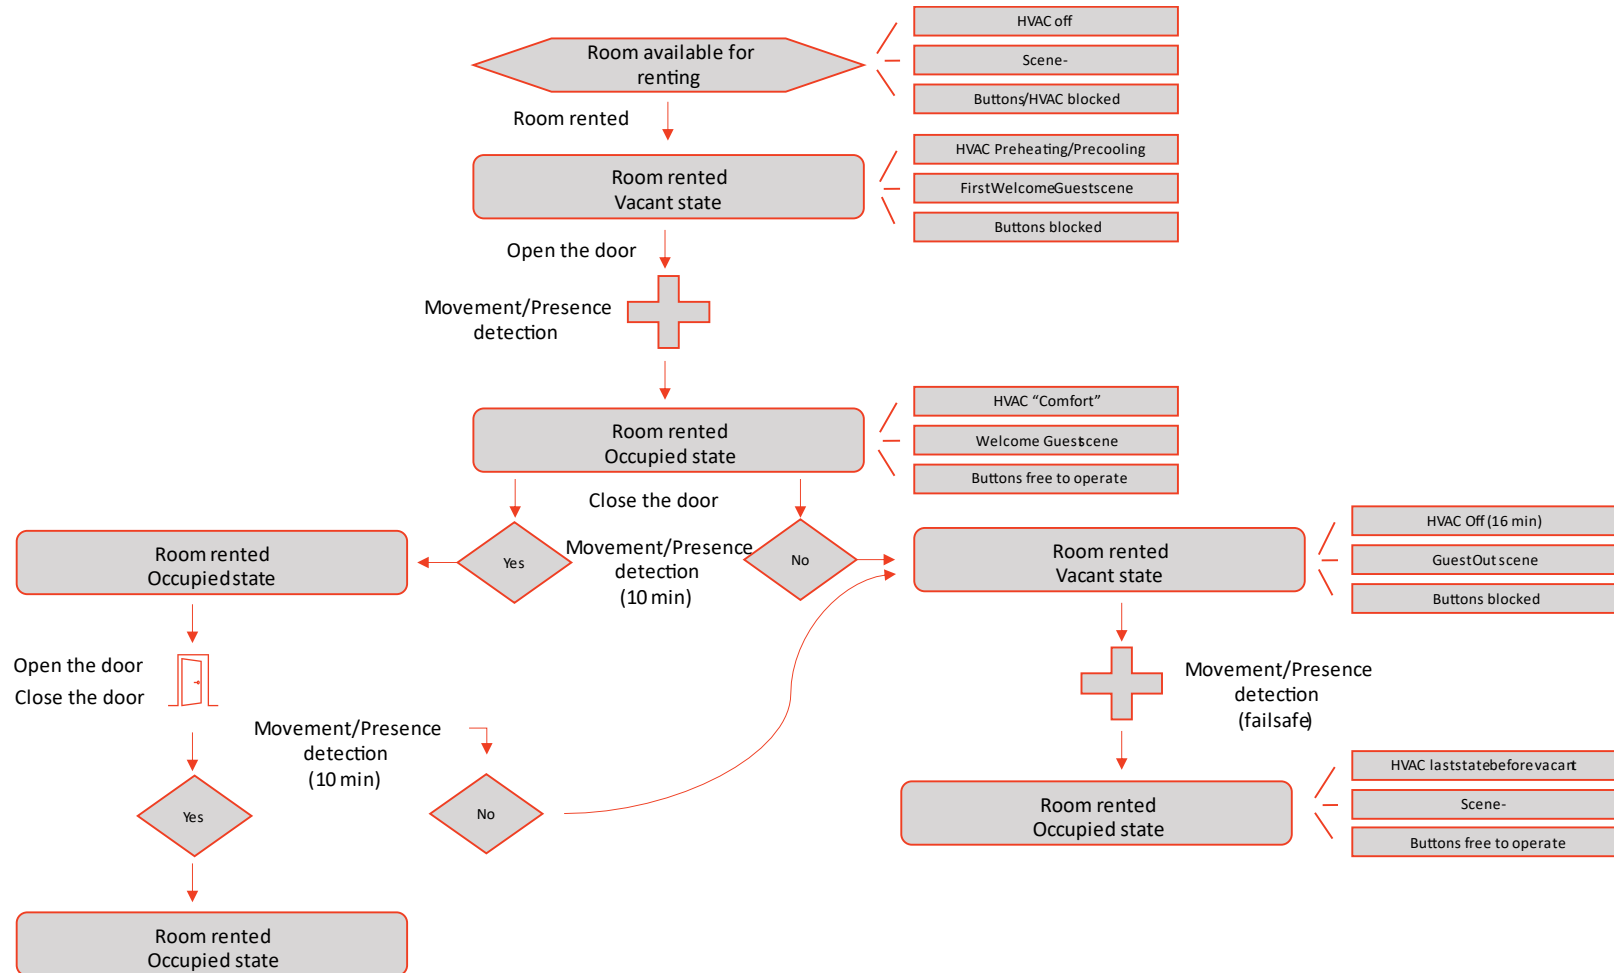 HVAC off
Room available for
renting
Scene-
Buttons/HVAC blocked
Room rented
HVAC Preheating/Precooling
Room rented
Vacant state
FirstWelcomeGuestscene
Buttons blocked
Open the door
Movement/Presence
detection
HVAC "Comfort"
Room rented
Occupied state
Welcome Guestscene
Buttons free to operate
Close the door
Room rented
Occupied state
Yes
Movement/Presence
detection
(10 min)
No
Room rented
Vacant state
HVAC Off (16 min)
GuestOut scene
Buttons blocked
Open the door
Close the door
Movement/Presence
detection
(failsafe)
Movement/Presence
detection
(10 min)
Yes
No
Room rented
Occupied state
HVAC laststatebeforevacant
Scene-
Buttons free to operate
Room rented
Occupied state